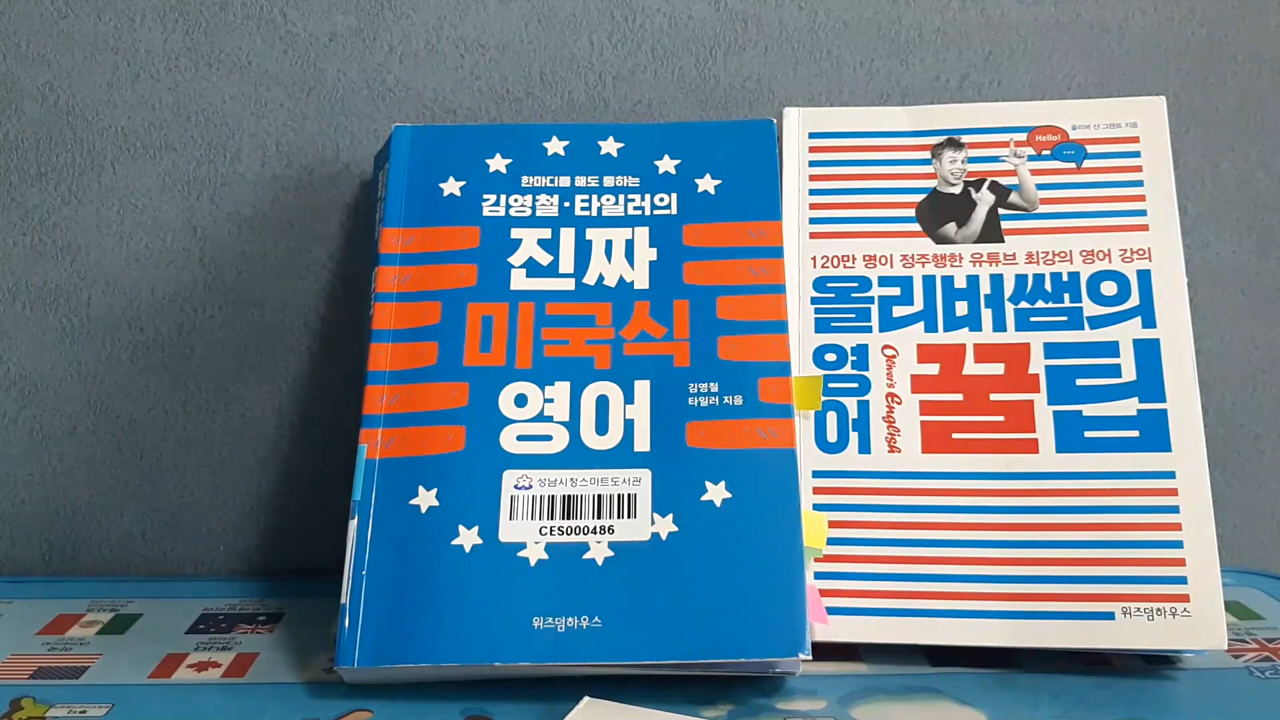 한마디를 해도 통하는
김영철·타일러의
진짜
미국식
영어
김영철
타일러 지음
성남시청스마트도서관
CES000486
위즈덤하우스
올리버 샨 그랜트 지음
Hello!
...
120만 명이 정주행한 유튜브 최강의 영어 강의
올리버쌤의
영어
Oliver's English
꿀팁
위즈덤하우스
캐나다
미국